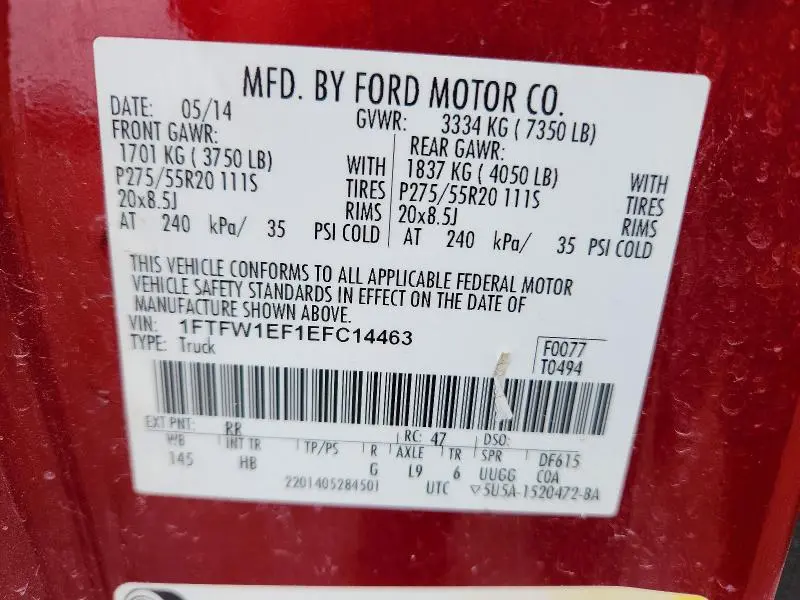 MFD. BY FORD MOTOR CO.
DATE: 05/14 GVWR: 3334 KG ( 7350 LB)
FRONT GAWR: REAR GAWR:
1701 KG ( 3750 LB) WITH 1837 KG ( 4050 LB) WITH
P275/55R20 111S TIRES P275/55R20 111S TIRES
20x8.5J RIMS 20x8.5J RIMS
AT 240 kPa/ 35 PSI COLD AT 240 kPa/ 35 PSI COLD
THIS VEHICLE CONFORMS TO ALL APPLICABLE FEDERAL MOTOR
VEHICLE SAFETY STANDARDS IN EFFECT ON THE DATE OF
MANUFACTURE SHOWN ABOVE.
VIN: 1FTFW1EF1EFC14463
TYPE: Truck
F0077
T0494
EXT PNT: RR RC: 47 DSO:
WB INT TR TP/PS R AXLE TR SPR DF615
145 HB G L9 6 UUGG COA
2201405284501 UTC ▽5U5A-1520472-BA